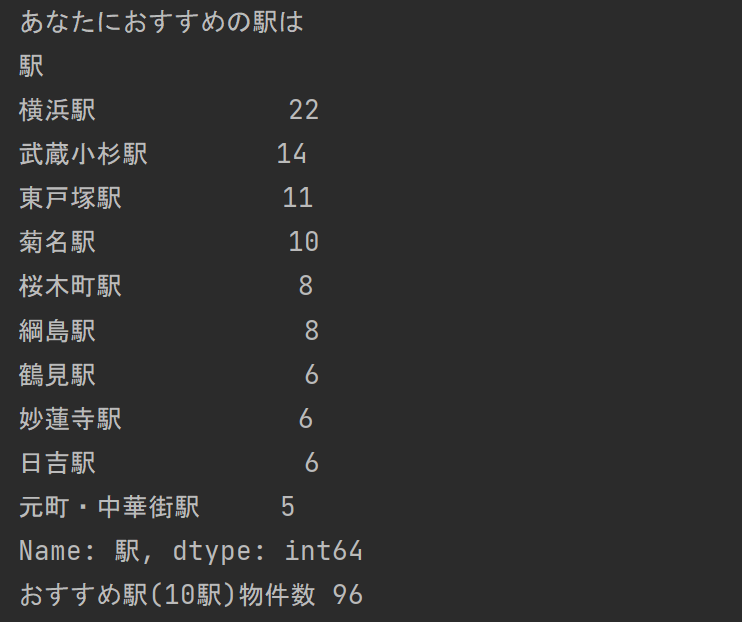 あなたにおすすめの駅は
駅
横浜駅 22
武蔵小杉駅 14
東戸塚駅 11
菊名駅 10
桜木町駅 8
綱島駅 8
鶴見駅 6
妙蓮寺駅 6
日吉駅 6
元町・中華街駅 5
Name: 駅, dtype: int64
おすすめ駅(10駅)物件数 96